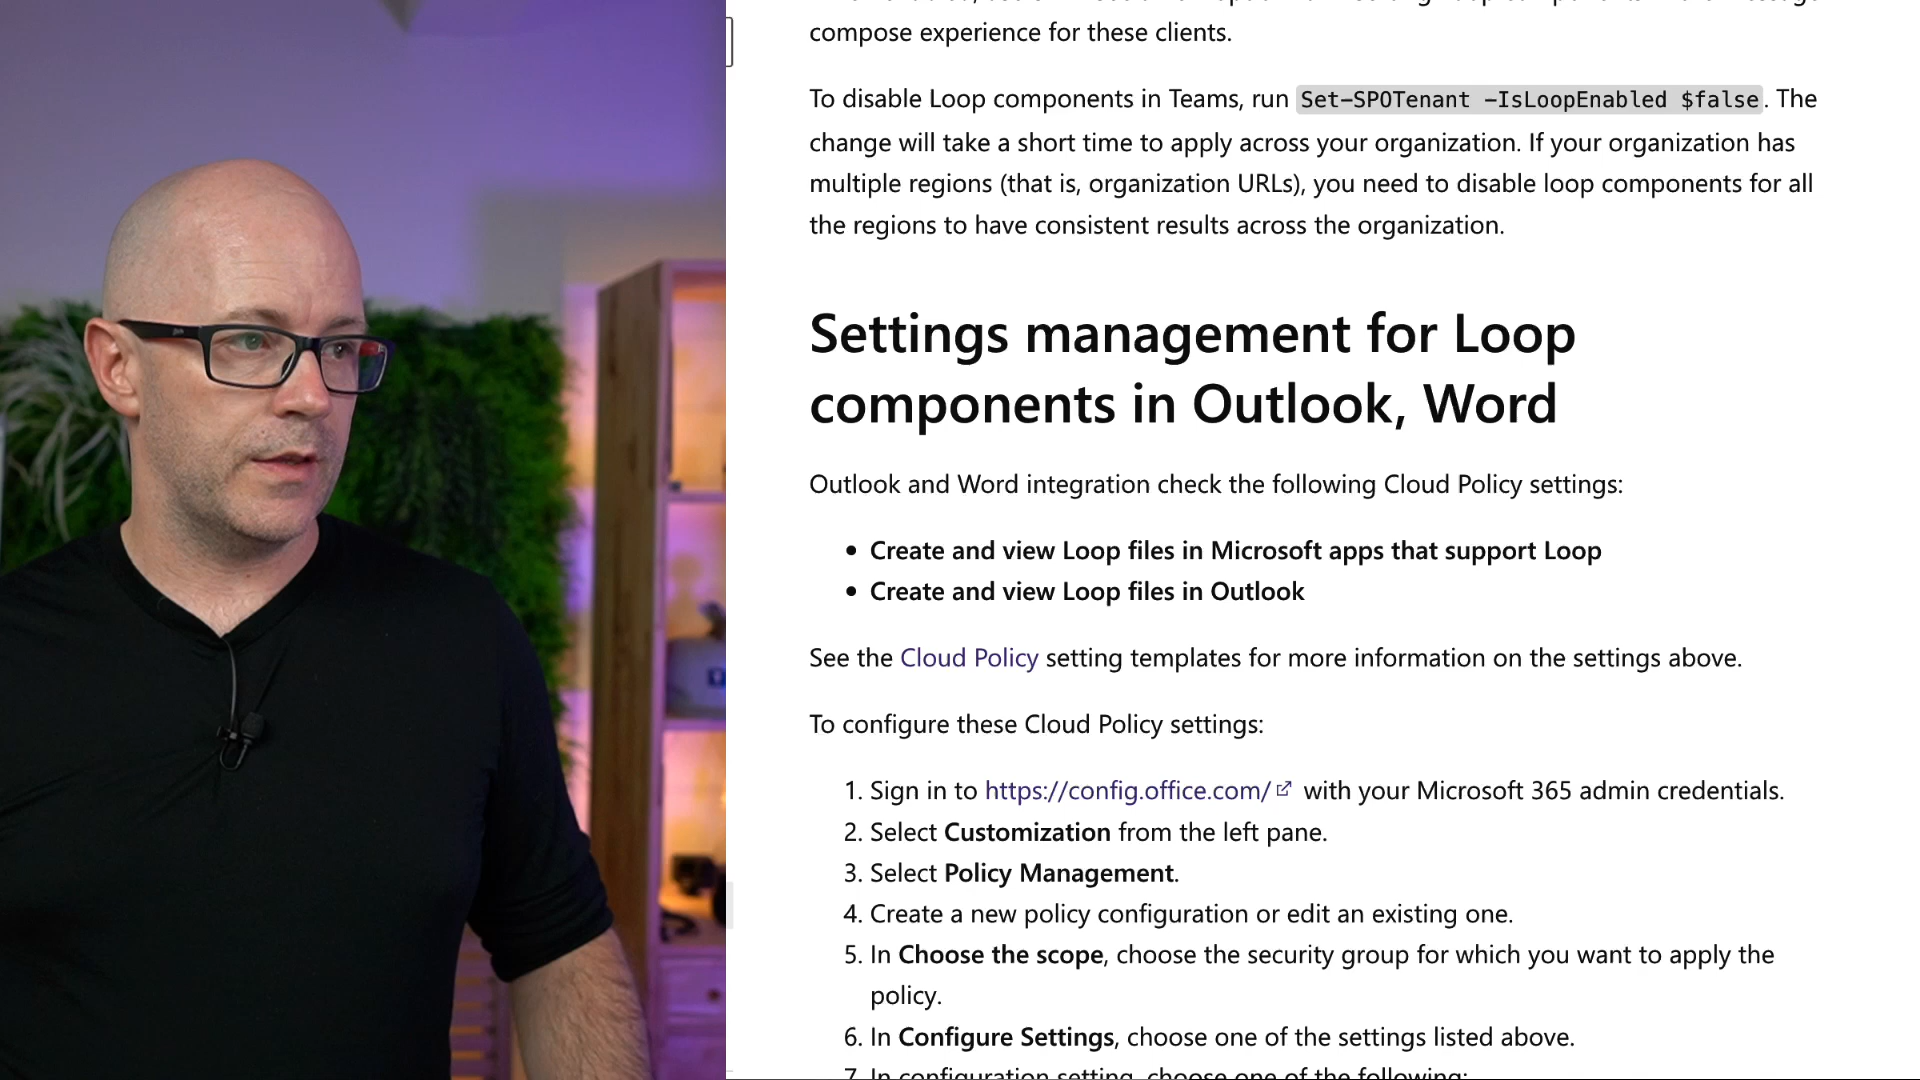 compose experience for these clients.
To disable Loop components in Teams, run Set-SPOTenant -IsLoopEnabled $false. The
change will take a short time to apply across your organization. If your organization has
multiple regions (that is, organization URLs), you need to disable loop components for all
the regions to have consistent results across the organization.
Settings management for Loop
components in Outlook, Word
Outlook and Word integration check the following Cloud Policy settings:
• Create and view Loop files in Microsoft apps that support Loop
• Create and view Loop files in Outlook
See the Cloud Policy setting templates for more information on the settings above.
To configure these Cloud Policy settings:
1. Sign in to https://config.office.com/ with your Microsoft 365 admin credentials.
2. Select Customization from the left pane.
3. Select Policy Management.
4. Create a new policy configuration or edit an existing one.
5. In Choose the scope, choose the security group for which you want to apply the
policy.
6. In Configure Settings, choose one of the settings listed above.
7. In configuration setting, choose one of the following: